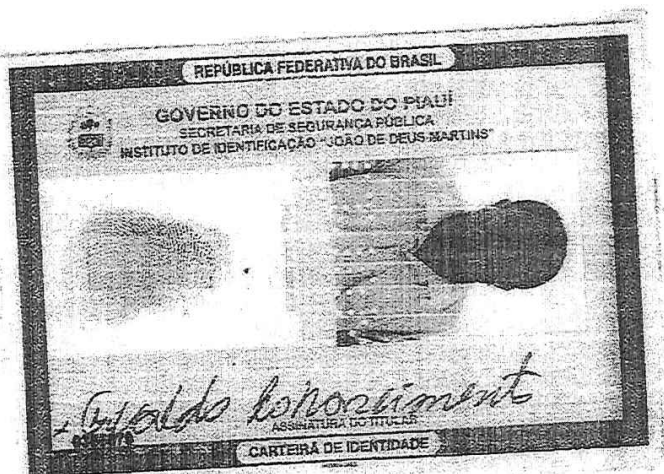 REPÚBLICA FEDERATIVA DO BRASIL
GOVERNO DO ESTADO DO PIAUÍ
SECRETARIA DE SEGURANÇA PÚBLICA
INSTITUTO DE IDENTIFICAÇÃO "JOÃO DE DEUS MARTINS"
ASSINATURA DO TITULAR
CARTEIRA DE IDENTIDADE